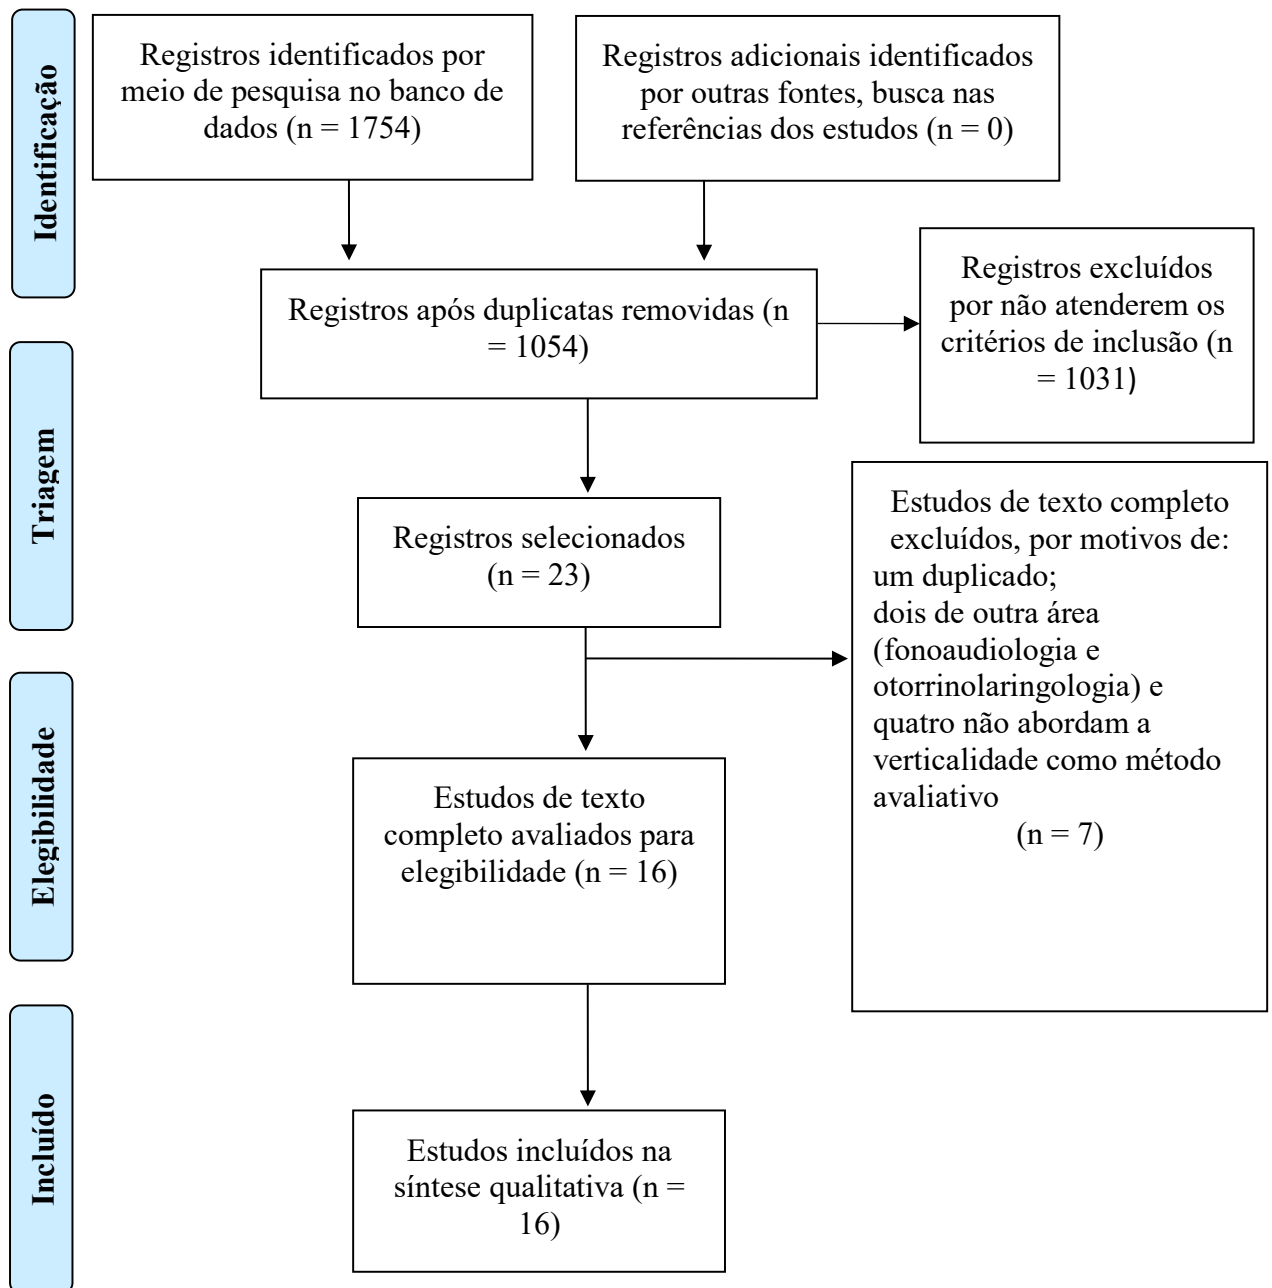 Identificação
Registros identificados por
meio de pesquisa no banco de
dados (n = 1754)
Registros adicionais identificados
por outras fontes, busca nas
referências dos estudos (n = 0)
Registros após duplicatas removidas (n
= 1054)
Registros excluídos
por não atenderem os
critérios de inclusão (n
= 1031)
Triagem
Registros selecionados
(n = 23)
Estudos de texto completo
excluídos, por motivos de:
um duplicado;
dois de outra área
(fonoaudiologia e
otorrinolaringologia) e
quatro não abordam a
verticalidade como método
avaliativo
(n = 7)
Elegibilidade
Estudos de texto
completo avaliados para
elegibilidade (n = 16)
Incluído
Estudos incluídos na
síntese qualitativa (n =
16)